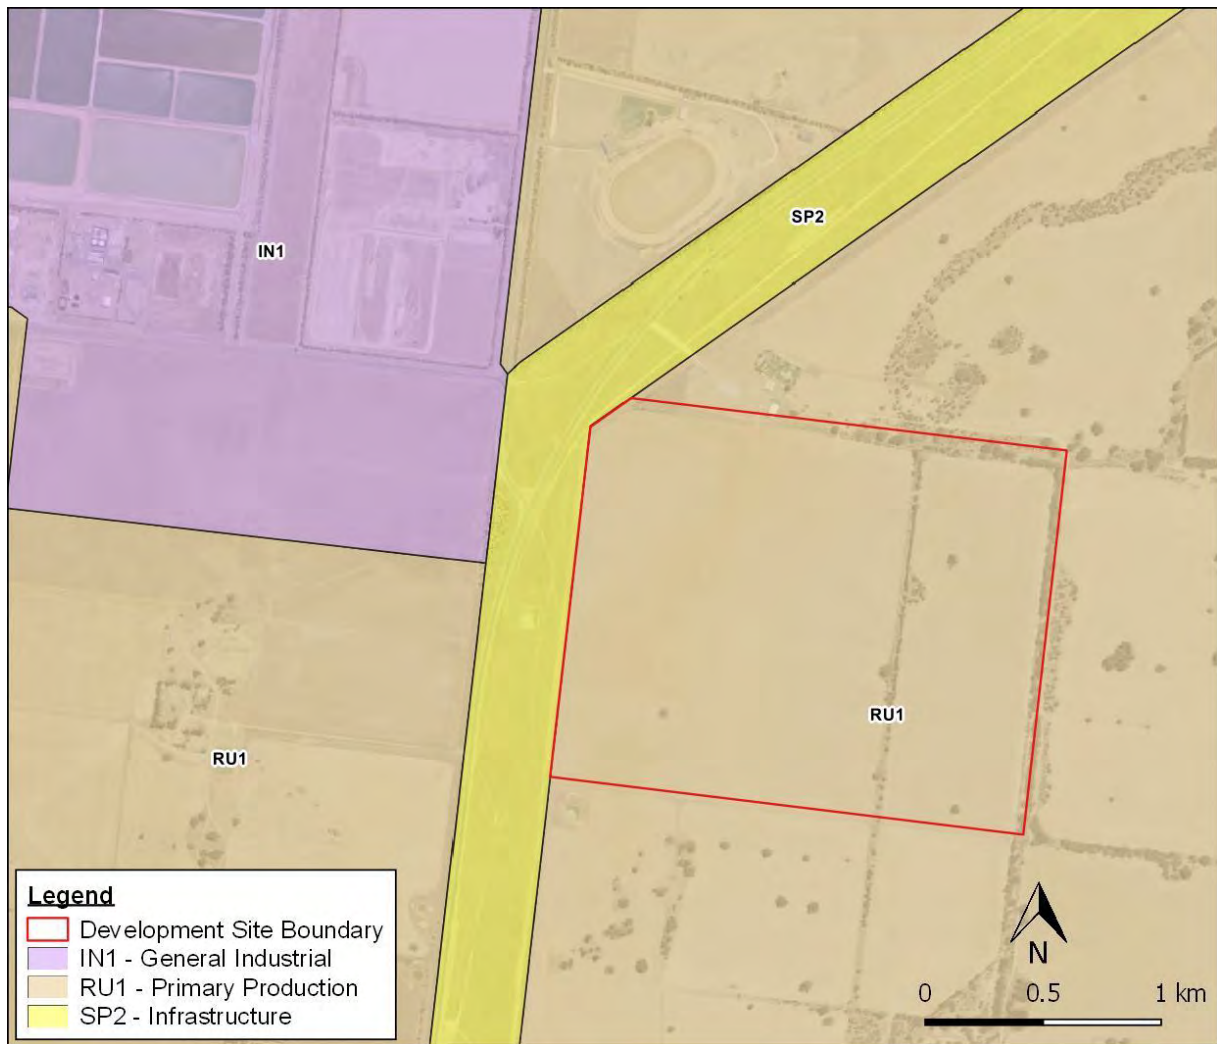 SP2
IN1
RU1
RU1
Legend
Development Site Boundary
IN1 - General Industrial
RU1 - Primary Production
SP2 - Infrastructure
N
0 0.5 1 km